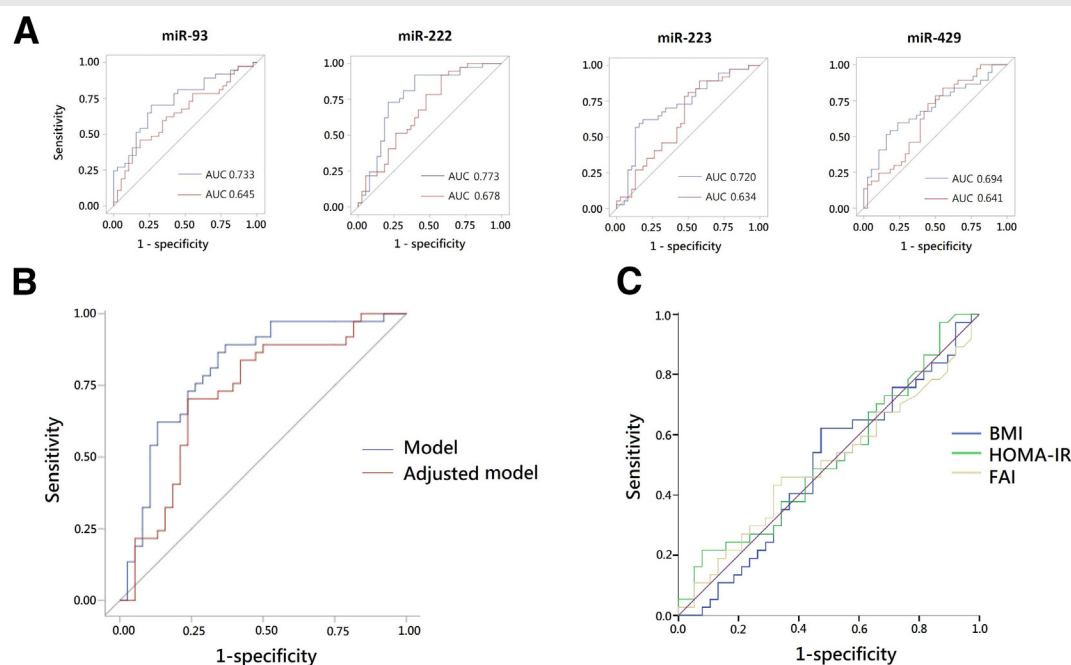 A
miR-93
miR-222
miR-223
miR-429
Sensitivity
1.00
0.75
0.50
0.25
0.00
0.00 0.25 0.50 0.75 1.00
1 - specificity
AUC 0.733
AUC 0.645
1.00
0.75
0.50
0.25
0.00
0.00 0.25 0.50 0.75 1.00
1 - specificity
AUC 0.773
AUC 0.678
1.00
0.75
0.50
0.25
0.00
0.00 0.25 0.50 0.75 1.00
1 - specificity
AUC 0.720
AUC 0.634
1.00
0.75
0.50
0.25
0.00
0.00 0.25 0.50 0.75 1.00
1 - specificity
AUC 0.694
AUC 0.641
B
Sensitivity
1.00
0.75
0.50
0.25
0.00
0.00 0.25 0.50 0.75 1.00
1-specificity
Model
Adjusted model
C
Sensitivity
1.0
0.8
0.6
0.4
0.2
0.0
0.0 0.2 0.4 0.6 0.8 1.0
1-specificity
BMI
HOMA-IR
FAI